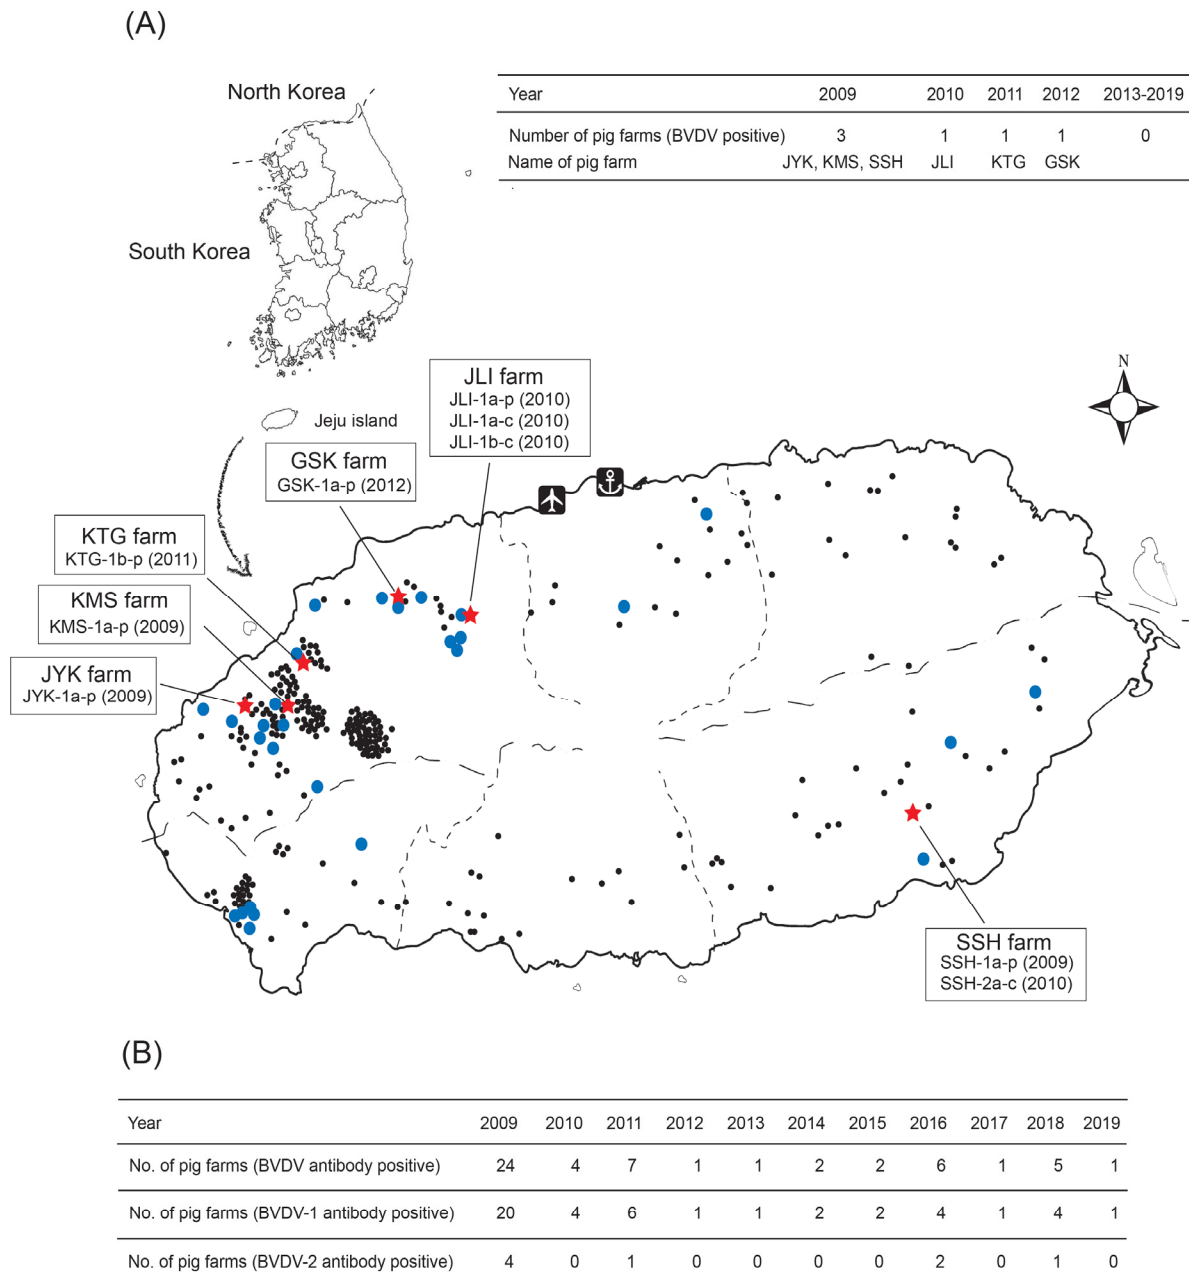 (A)
North Korea
South Korea
Year 2009 2010 2011 2012 2013-2019
Number of pig farms (BVDV positive) 3 1 1 1 0
Name of pig farm JYK, KMS, SSH JLI KTG GSK
Jeju island
N
JLI farm
JLI-1a-p (2010)
JLI-1a-c (2010)
JLI-1b-c (2010)
GSK farm
GSK-1a-p (2012)
KTG farm
KTG-1b-p (2011)
KMS farm
KMS-1a-p (2009)
JYK farm
JYK-1a-p (2009)
SSH farm
SSH-1a-p (2009)
SSH-2a-c (2010)
(B)
Year 2009 2010 2011 2012 2013 2014 2015 2016 2017 2018 2019
No. of pig farms (BVDV antibody positive) 24 4 7 1 1 2 2 6 1 5 1
No. of pig farms (BVDV-1 antibody positive) 20 4 6 1 1 2 2 4 1 4 1
No. of pig farms (BVDV-2 antibody positive) 4 0 1 0 0 0 0 2 0 1 0